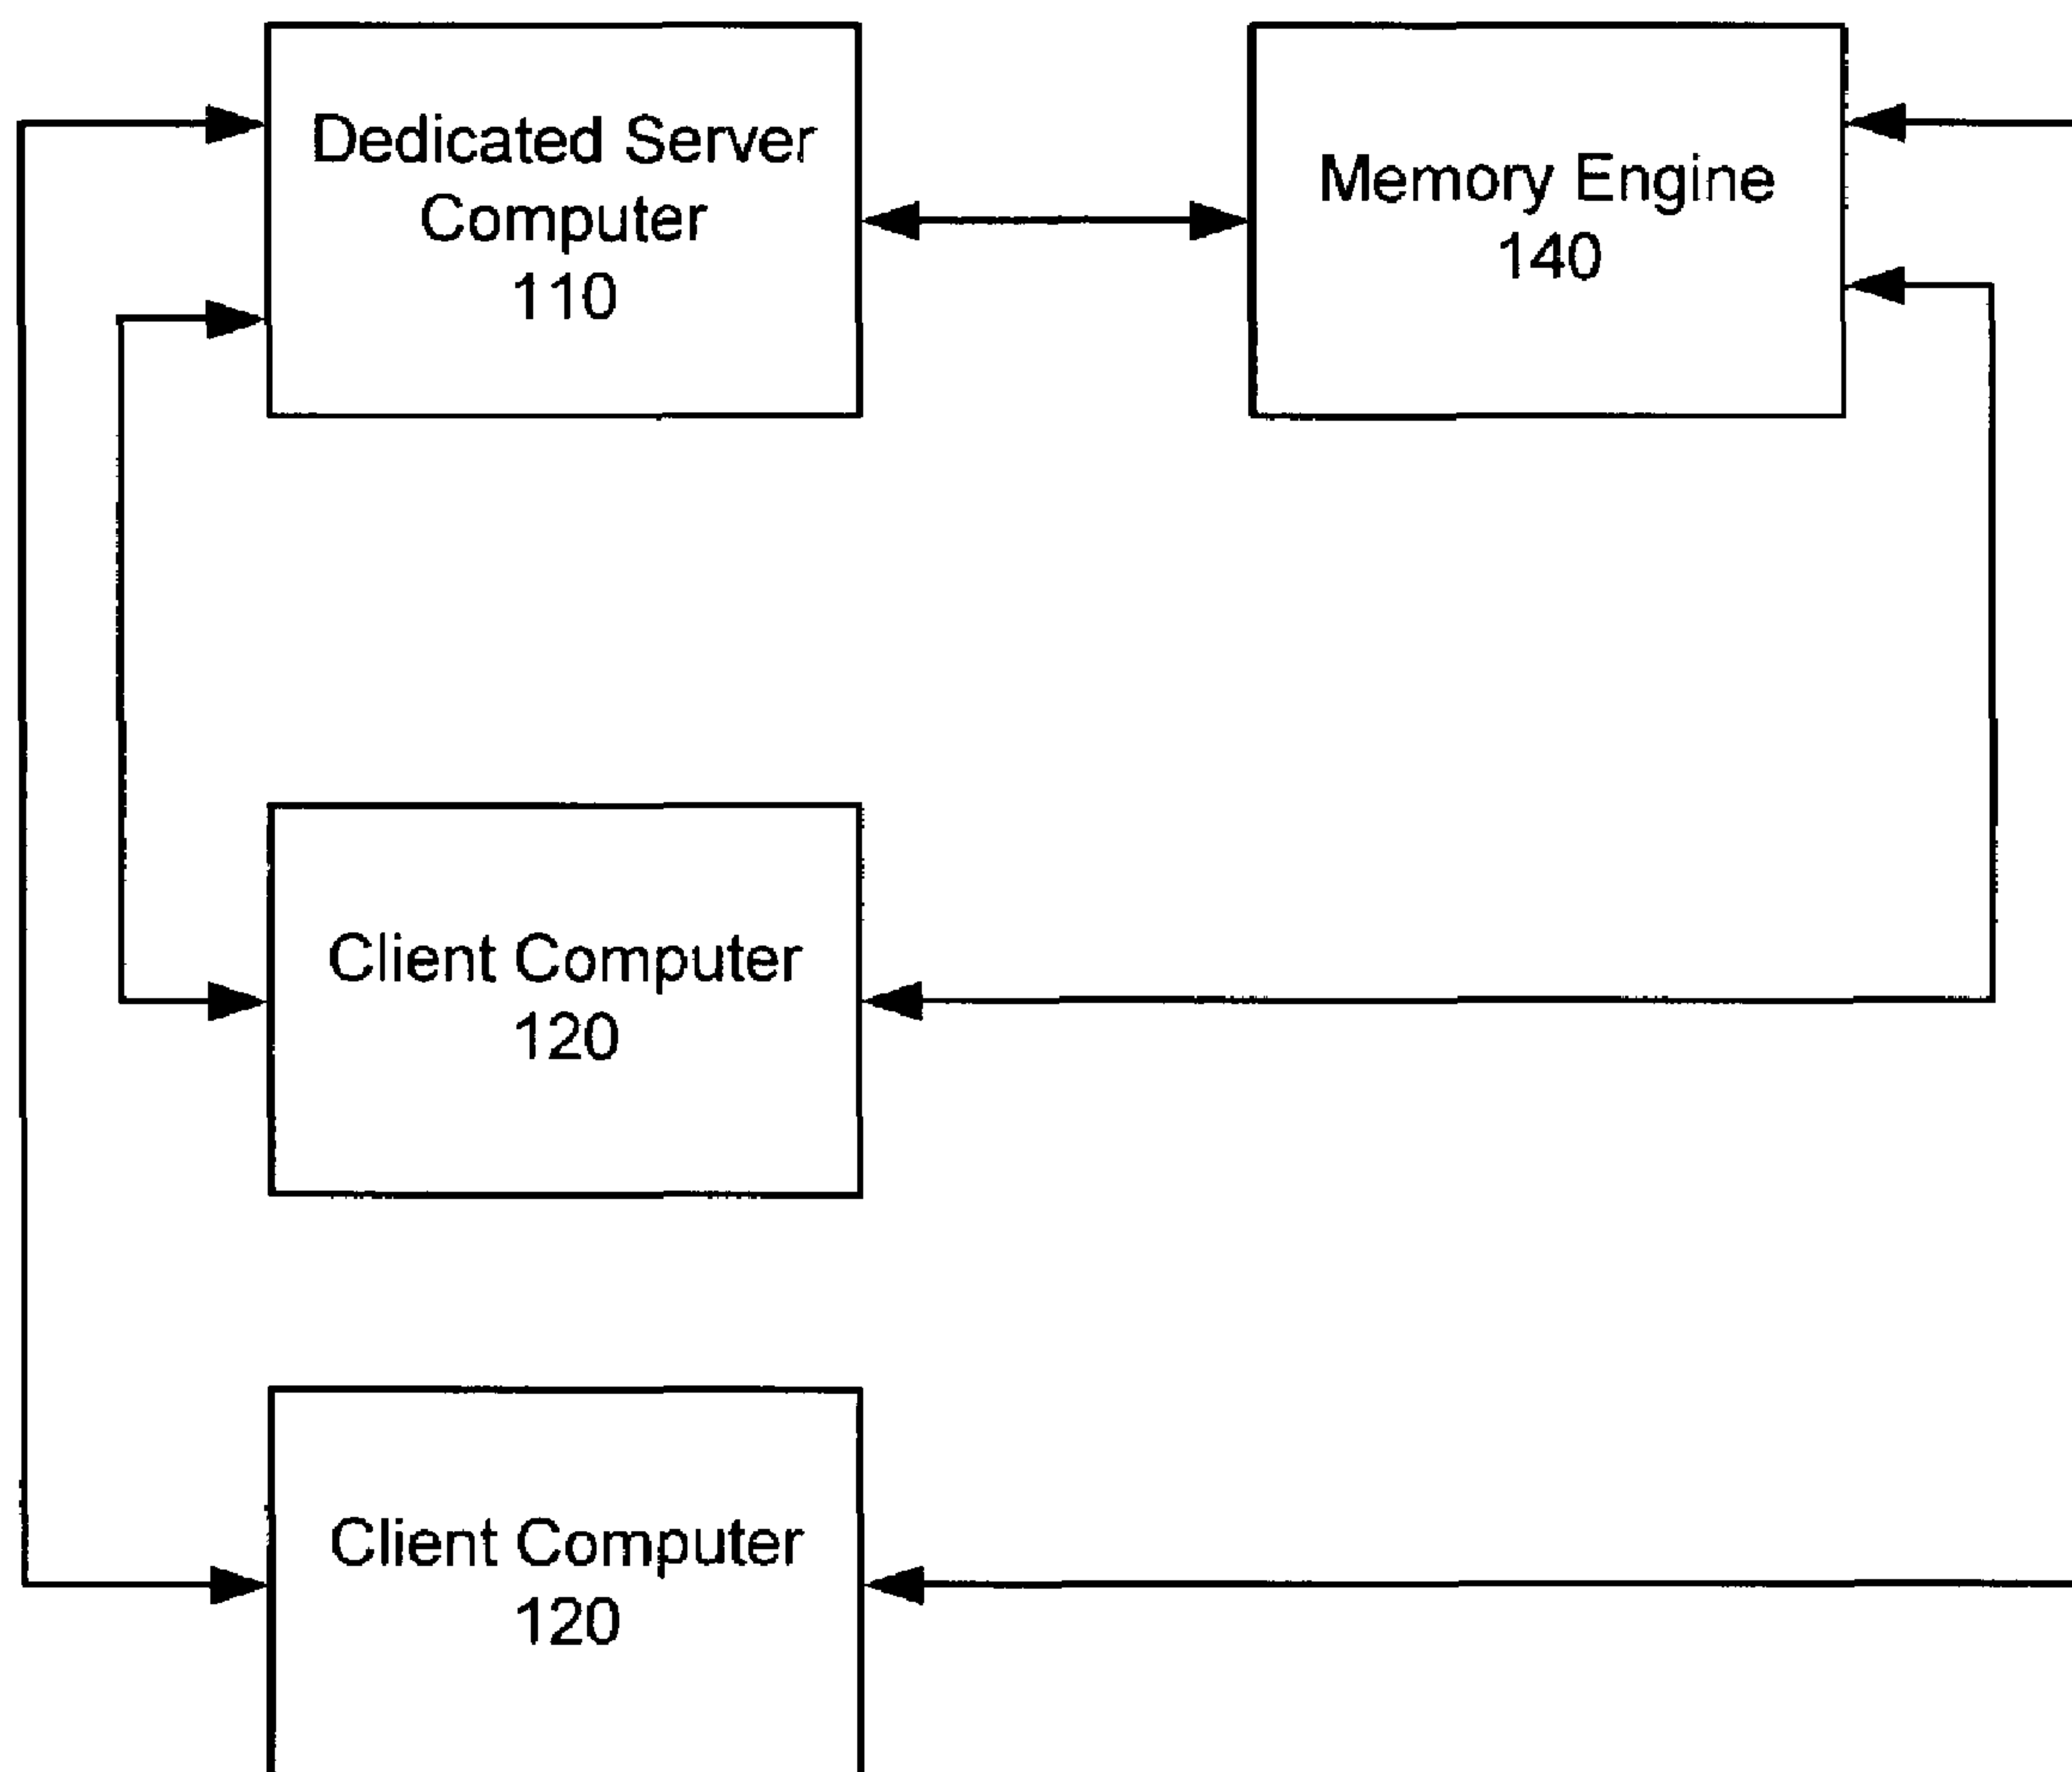 Dedicated Server
Computer
110
Memory Engine
140
Client Computer
120
Client Computer
120